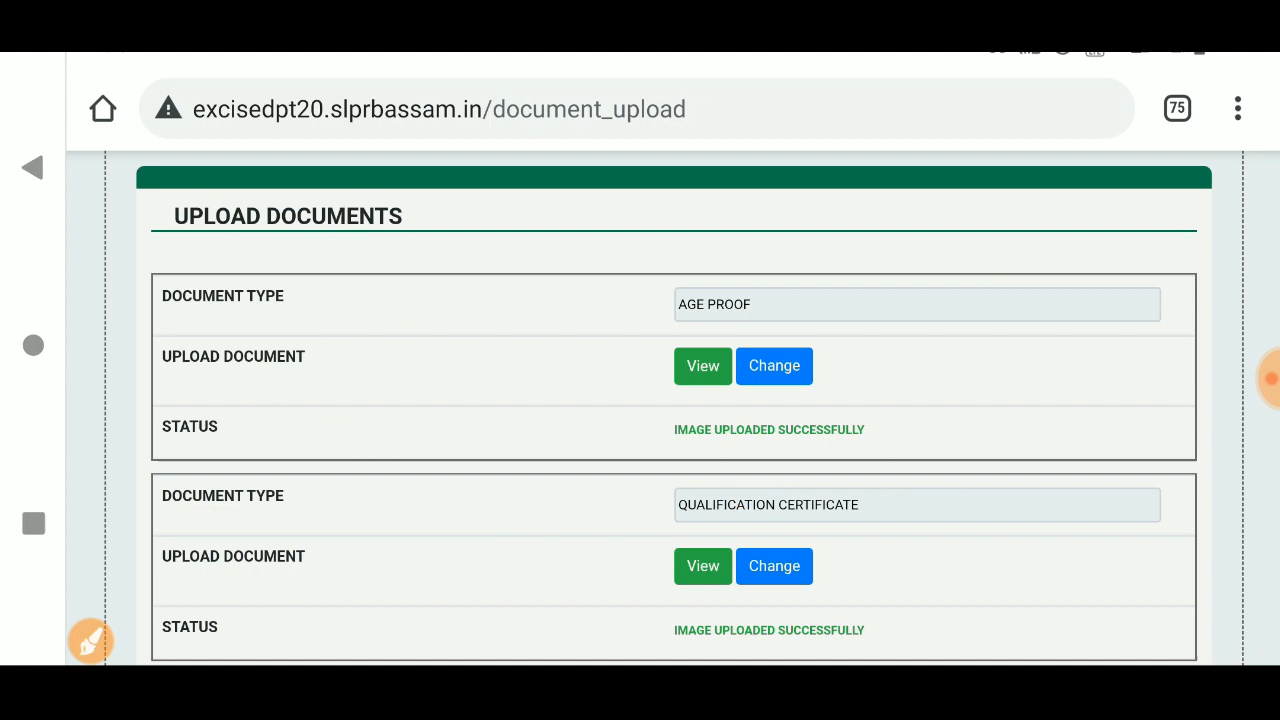 excisedpt20.slprbassam.in/document_upload
75
UPLOAD DOCUMENTS
DOCUMENT TYPE
AGE PROOF
UPLOAD DOCUMENT
View Change
STATUS
IMAGE UPLOADED SUCCESSFULLY
DOCUMENT TYPE
QUALIFICATION CERTIFICATE
UPLOAD DOCUMENT
View Change
STATUS
IMAGE UPLOADED SUCCESSFULLY